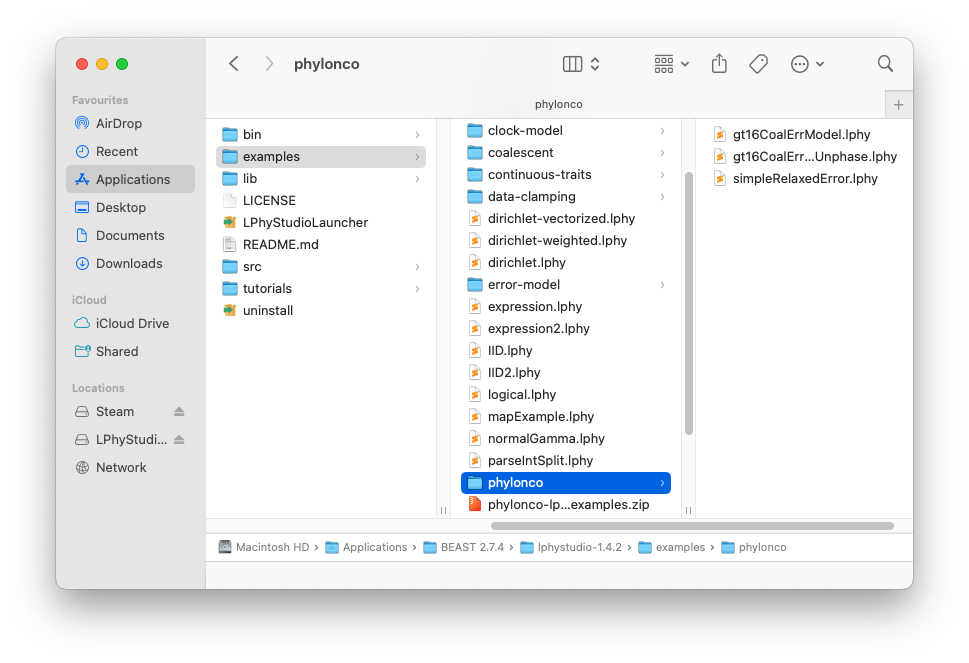 phylonco
phylonco
+
Favourites
AirDrop
Recent
Applications
Desktop
Documents
Downloads
iCloud
iCloud Drive
Shared
Locations
Steam
LPhyStudi...
Network
bin
examples
lib
LICENSE
LPhyStudioLauncher
README.md
src
tutorials
uninstall
clock-model
coalescent
continuous-traits
data-clamping
dirichlet-vectorized.lphy
dirichlet-weighted.lphy
dirichlet.lphy
error-model
expression.lphy
expression2.lphy
IID.lphy
IID2.lphy
logical.lphy
mapExample.lphy
normalGamma.lphy
parseIntSplit.lphy
phylonco
phylonco-lp...examples.zip
gt16CoalErrModel.lphy
gt16CoalErr...Unphase.lphy
simpleRelaxedError.lphy
Macintosh HD › Applications › BEAST 2.7.4 › lphystudio-1.4.2 › examples › phylonco